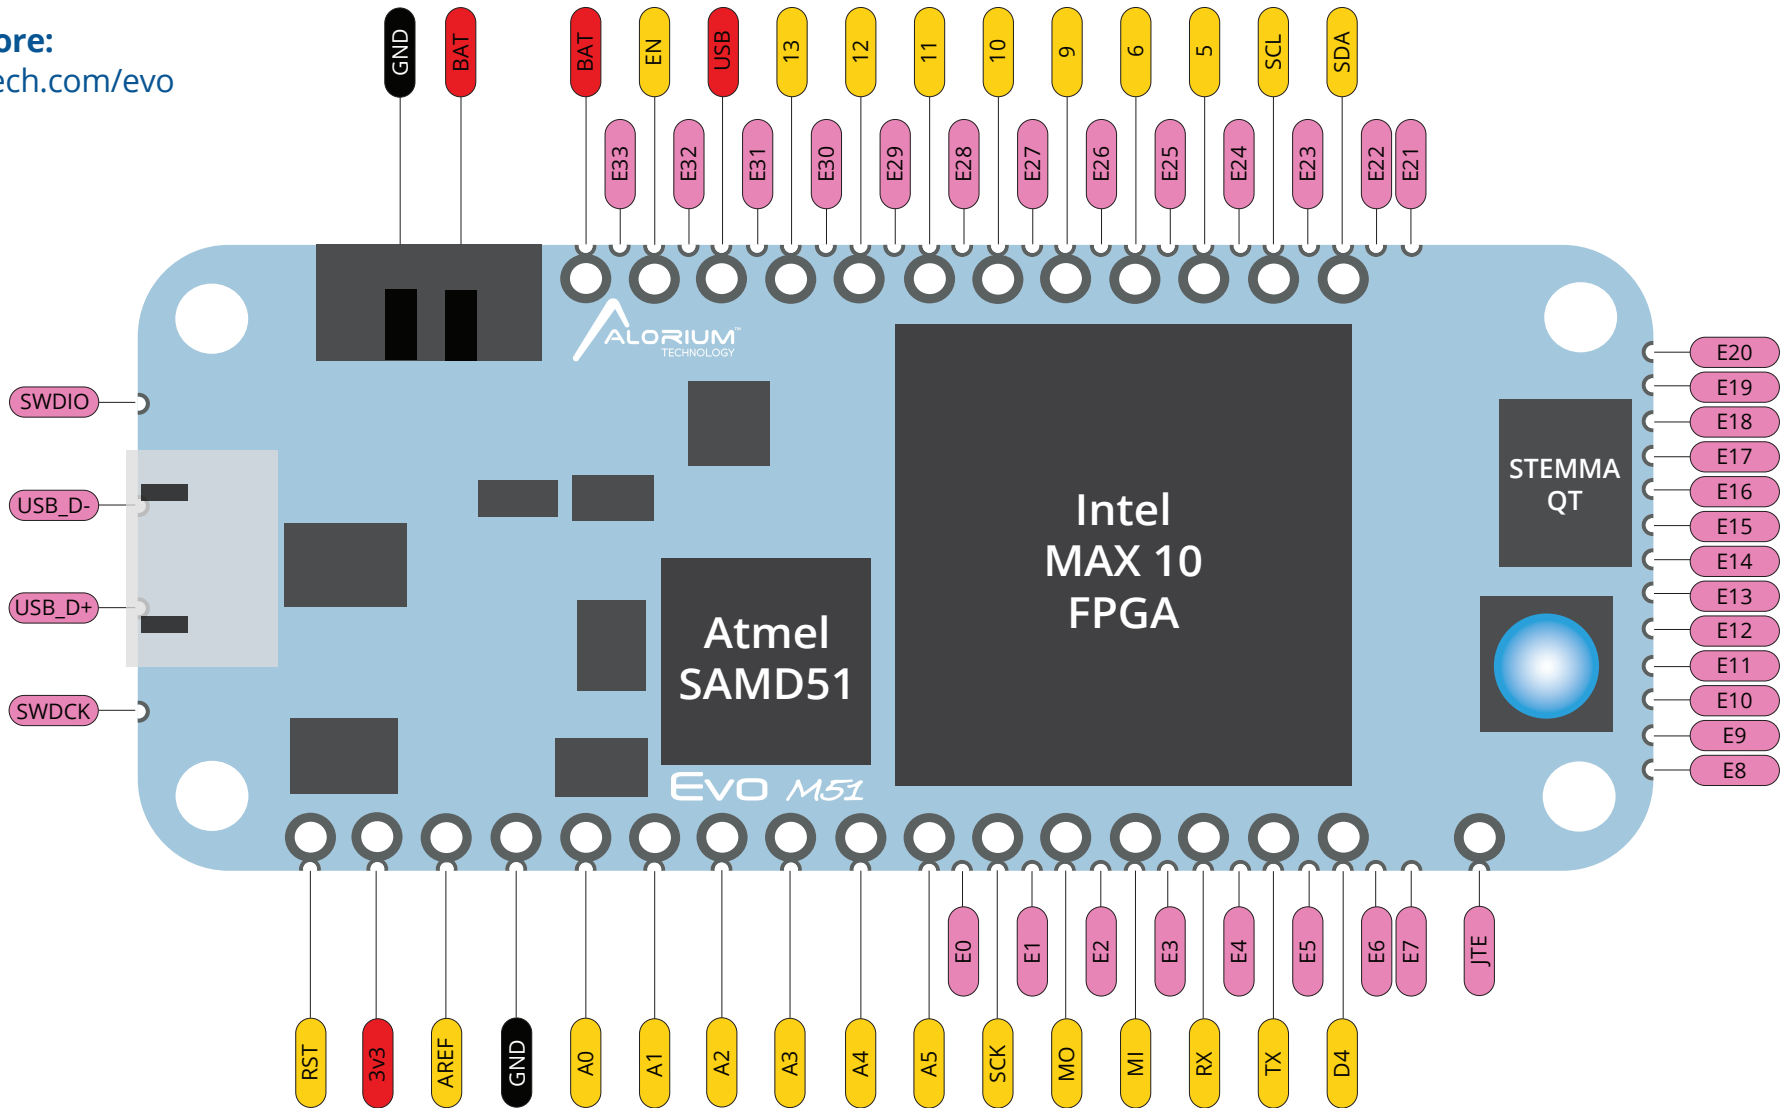 ore:
ech.com/evo
GND
BAT
BAT
EN
USB
13
12
11
10
9
6
5
SCL
SDA
E33
E32
E31
E30
E29
E28
E27
E26
E25
E24
E23
E22
E21
ALORIUM™
TECHNOLOGY
SWDIO
USB_D-
USB_D+
SWDCK
Intel
MAX 10
FPGA
Atmel
SAMD51
STEMMA
QT
EVO M51
E20
E19
E18
E17
E16
E15
E14
E13
E12
E11
E10
E9
E8
E0
E1
E2
E3
E4
E5
E6
E7
JTE
RST
3v3
AREF
GND
A0
A1
A2
A3
A4
A5
SCK
MO
MI
RX
TX
D4